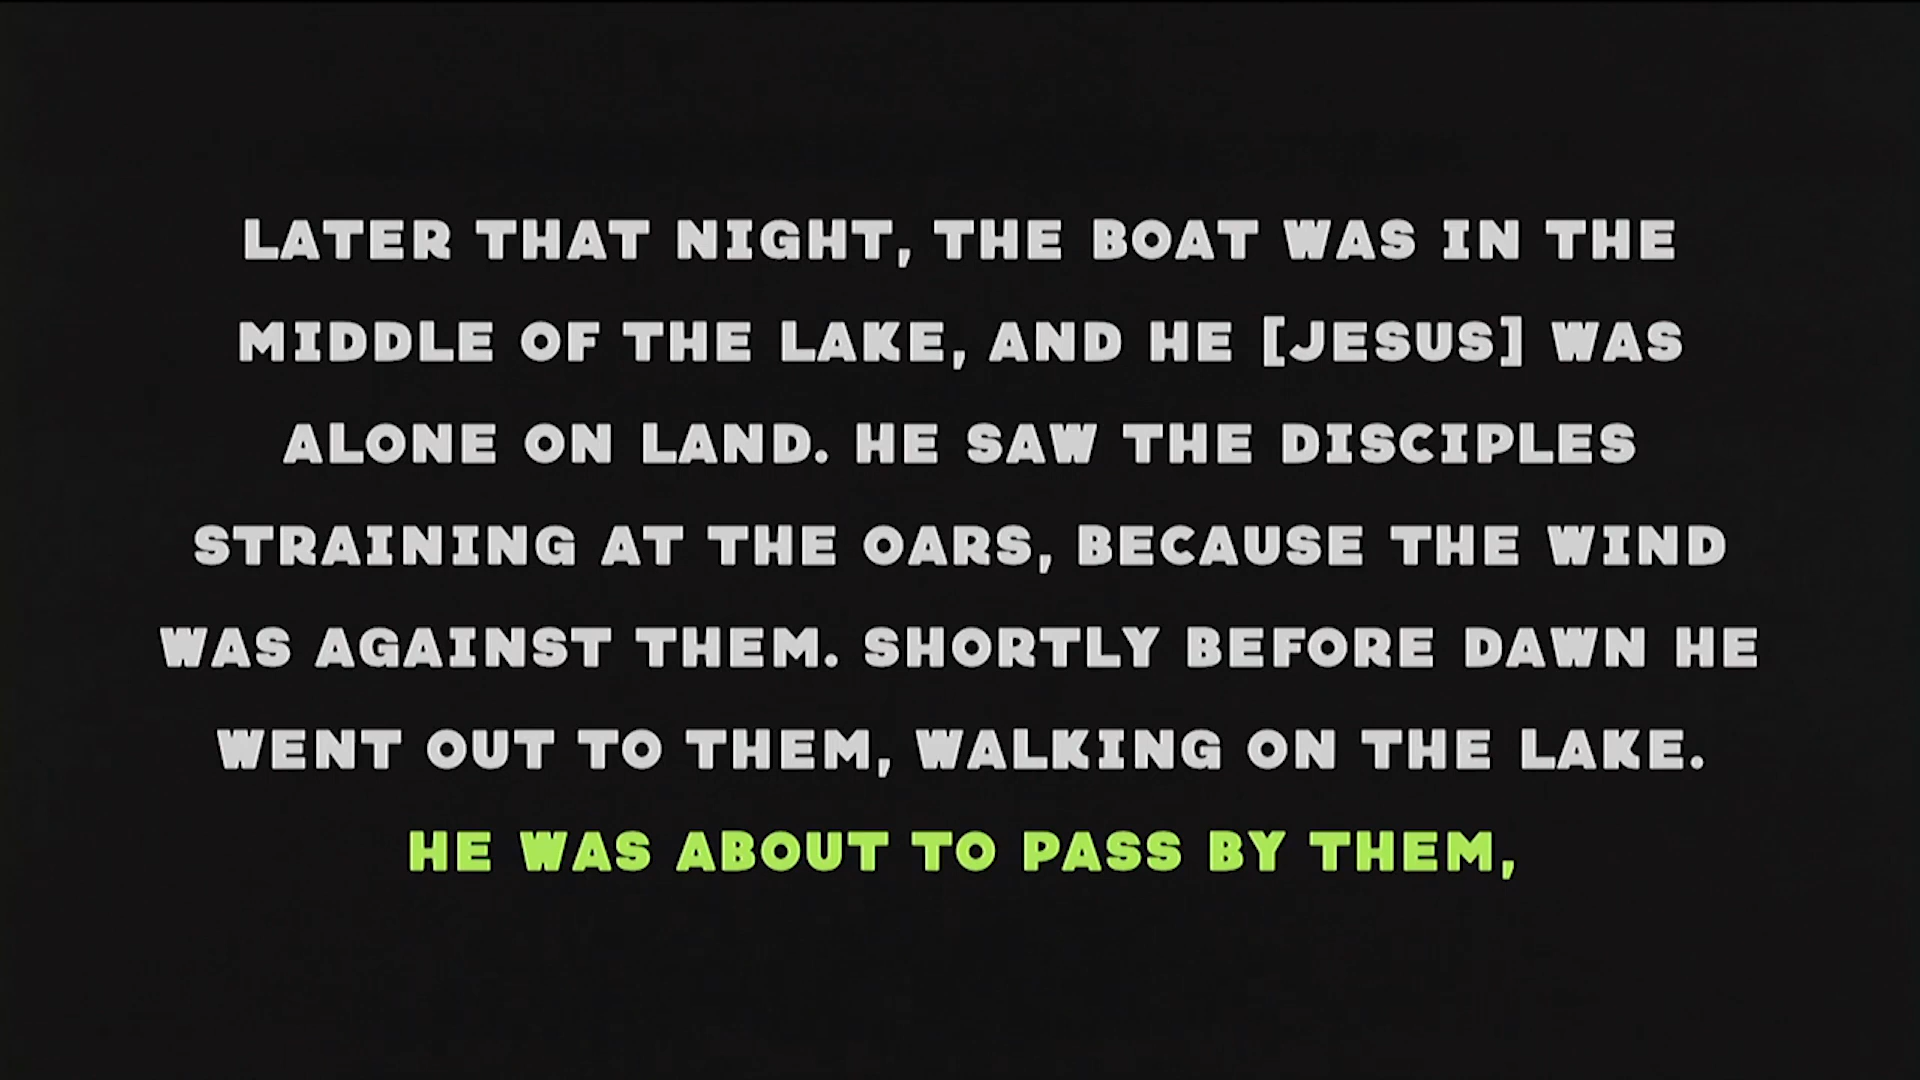 LATER THAT NIGHT, THE BOAT WAS IN THE
MIDDLE OF THE LAKE, AND HE [JESUS] WAS
ALONE ON LAND. HE SAW THE DISCIPLES
STRAINING AT THE OARS, BECAUSE THE WIND
WAS AGAINST THEM. SHORTLY BEFORE DAWN HE
WENT OUT TO THEM, WALKING ON THE LAKE.
HE WAS ABOUT TO PASS BY THEM,